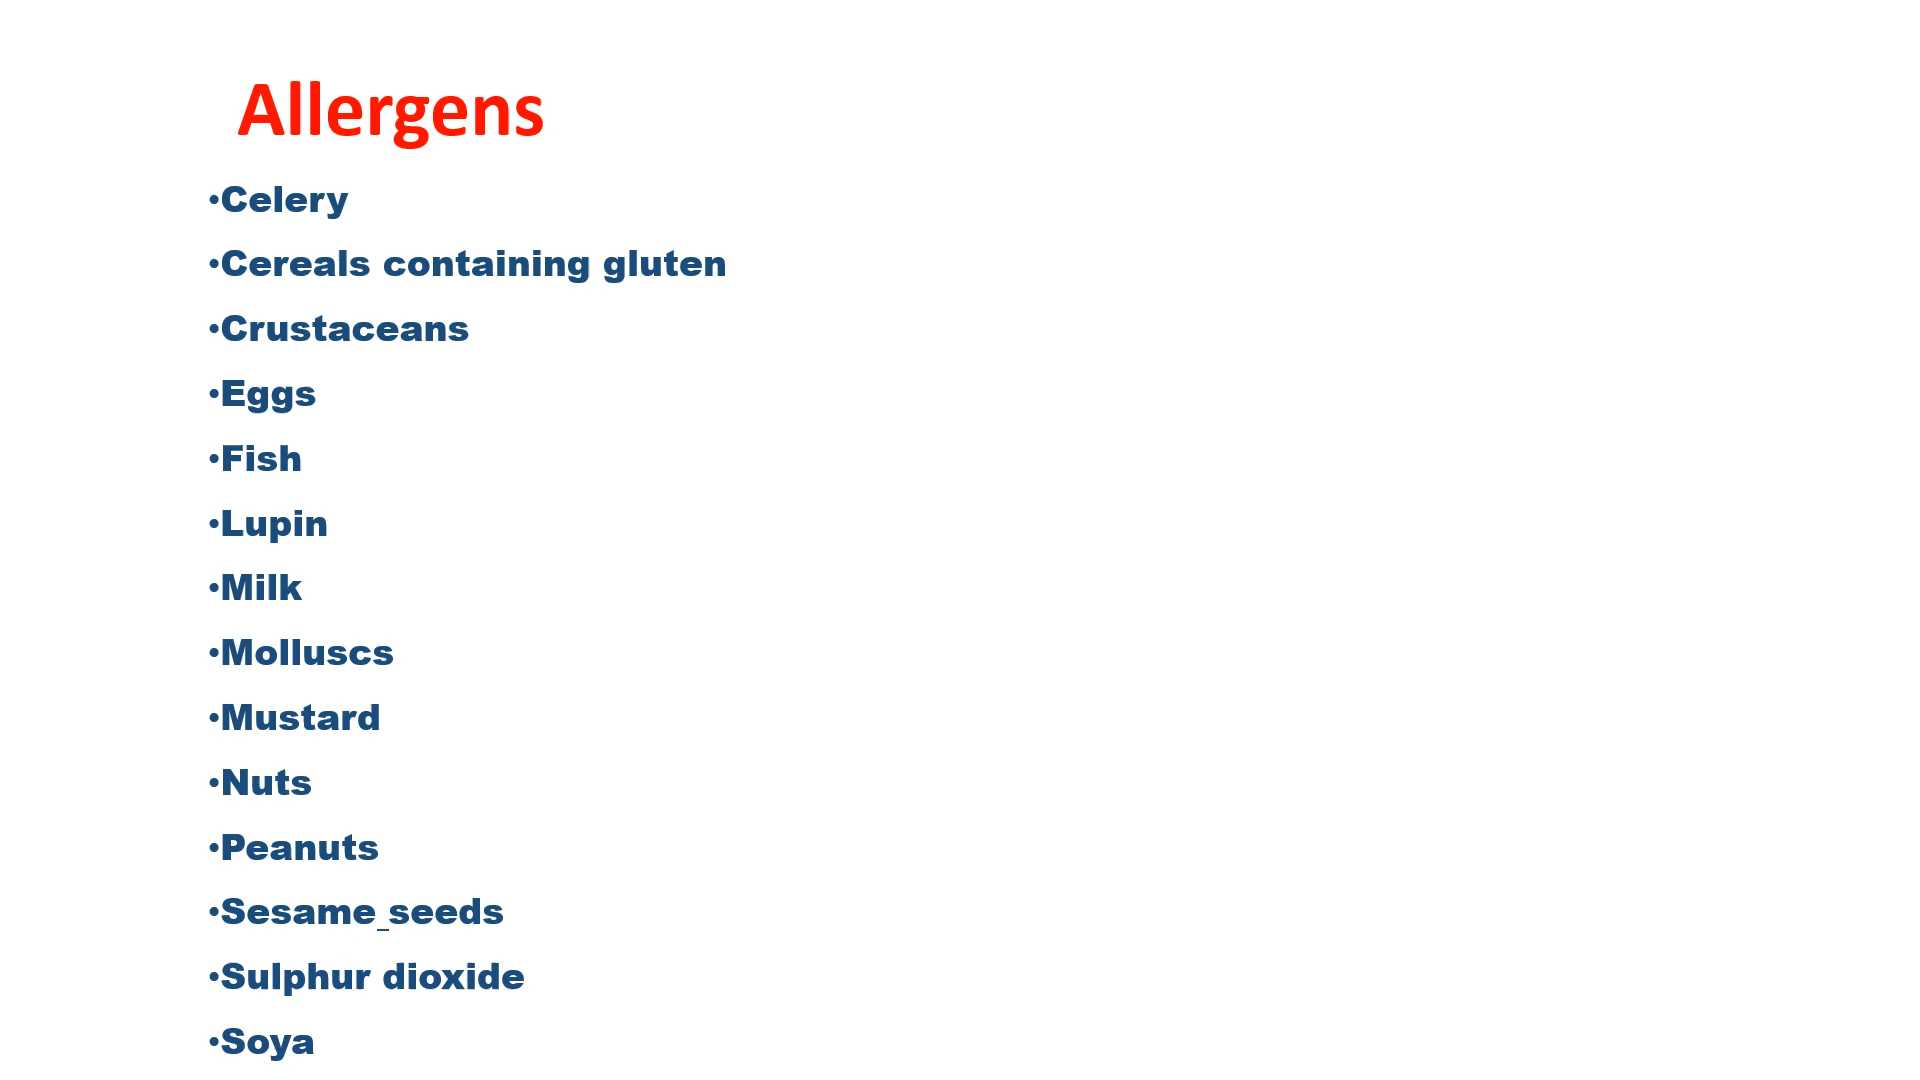 Allergens
•Celery
•Cereals containing gluten
•Crustaceans
•Eggs
•Fish
•Lupin
•Milk
•Molluscs
•Mustard
•Nuts
•Peanuts
•Sesame_seeds
•Sulphur dioxide
•Soya